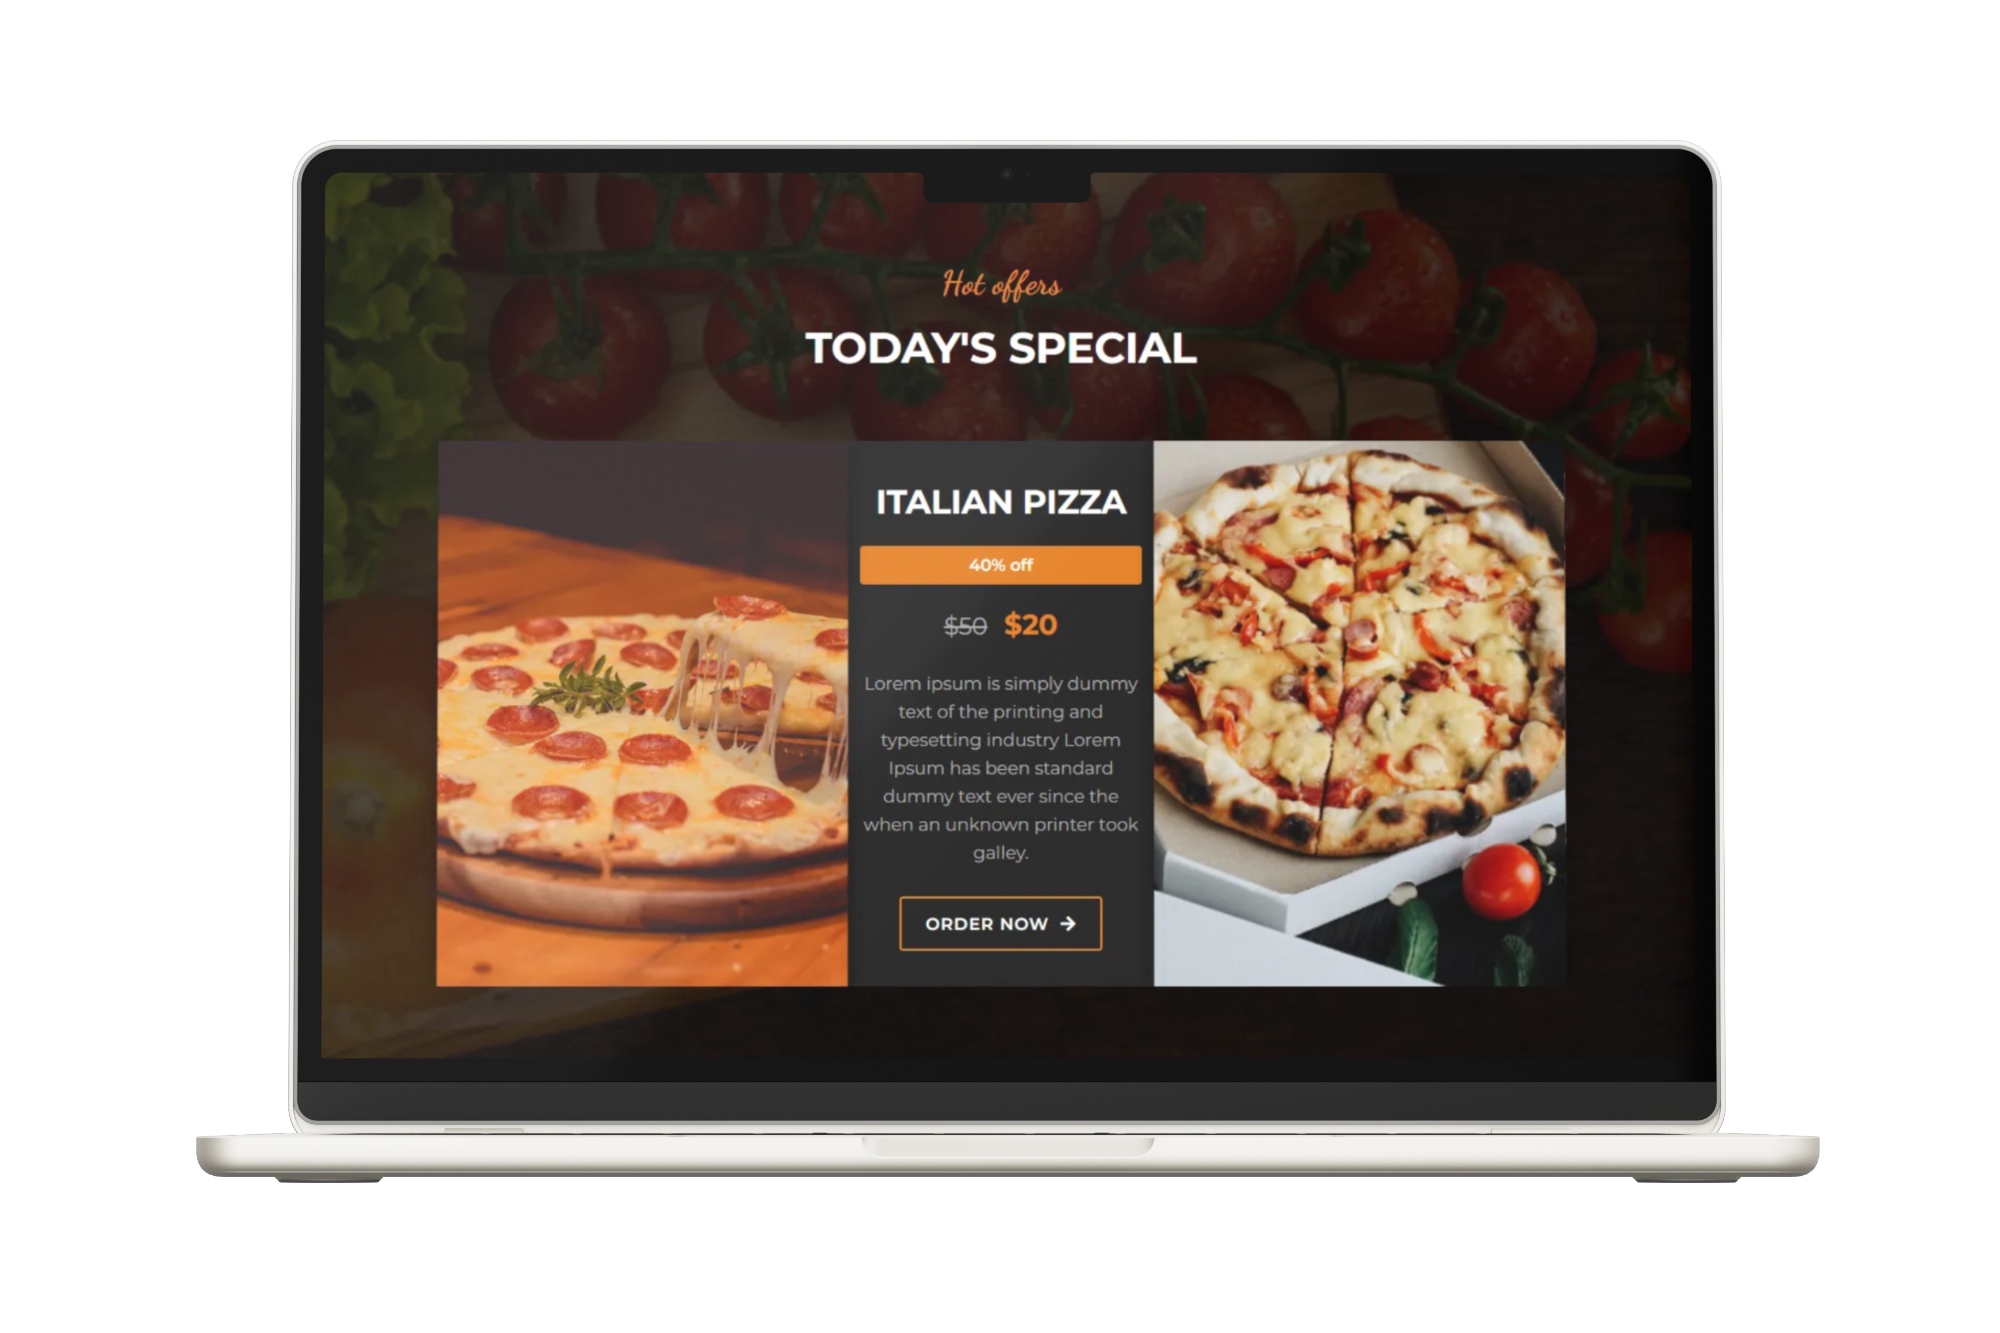 Hot offers
TODAY'S SPECIAL
ITALIAN PIZZA
40% off
$50 $20
Lorem ipsum is simply dummy
text of the printing and
typesetting industry Lorem
Ipsum has been standard
dummy text ever since the
when an unknown printer took
galley.
ORDER NOW →